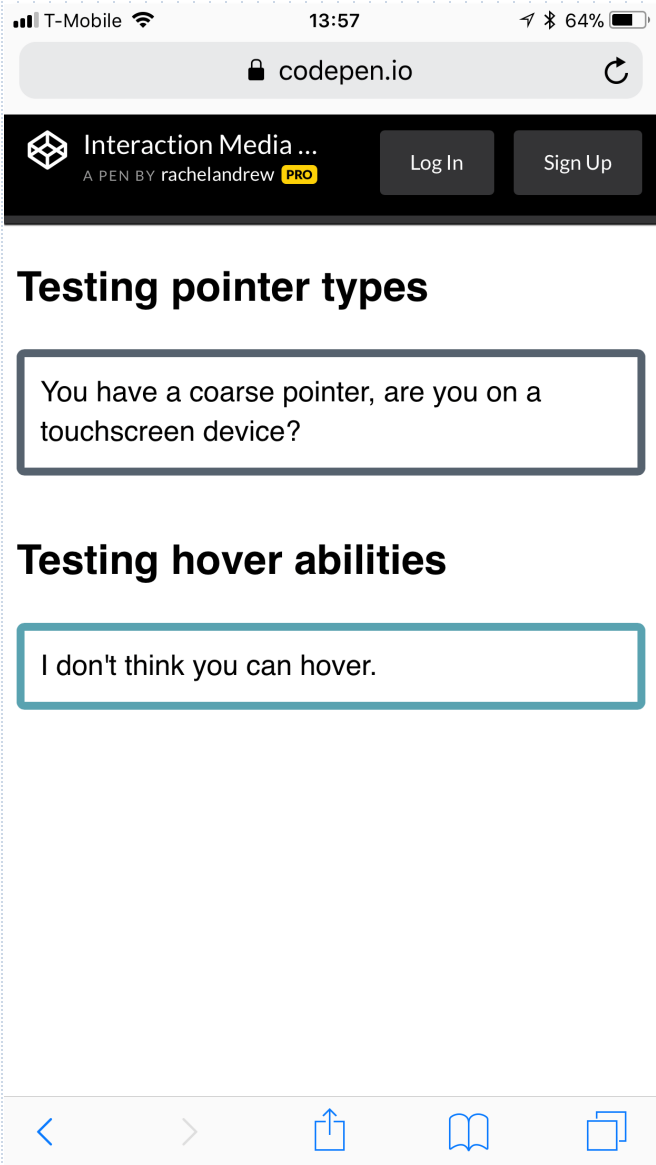 T-Mobile 13:57 64%
codepen.io
Interaction Media ...
A PEN BY rachelandrew PRO
Log In Sign Up
Testing pointer types
You have a coarse pointer, are you on a
touchscreen device?
Testing hover abilities
I don't think you can hover.